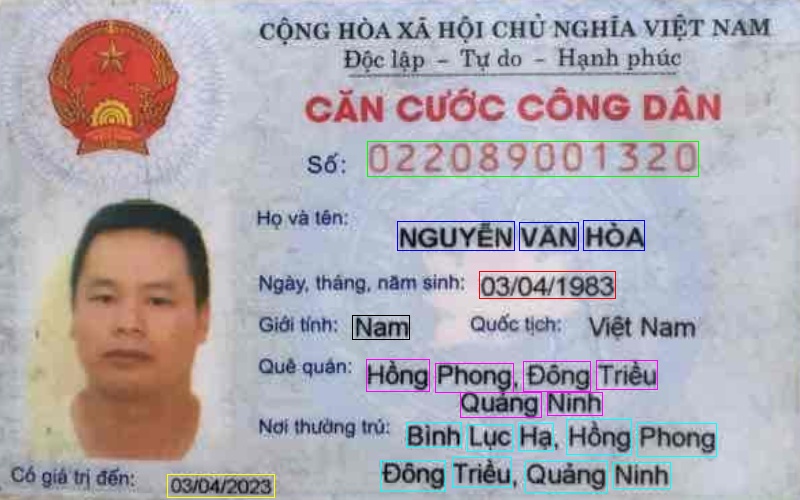 CỘNG HÒA XÃ HỘI CHỦ NGHĨA VIỆT NAM
Độc lập - Tự do - Hạnh phúc
CĂN CƯỚC CÔNG DÂN
Số: 022089001320
Họ và tên: NGUYỄN VĂN HÒA
Ngày, tháng, năm sinh: 03/04/1983
Giới tính: Nam Quốc tịch: Việt Nam
Quê quán: Hồng Phong, Đông Triều
Quảng Ninh
Nơi thường trú: Bình Lục Hạ, Hồng Phong
Đông Triều, Quảng Ninh
Có giá trị đến: 03/04/2023